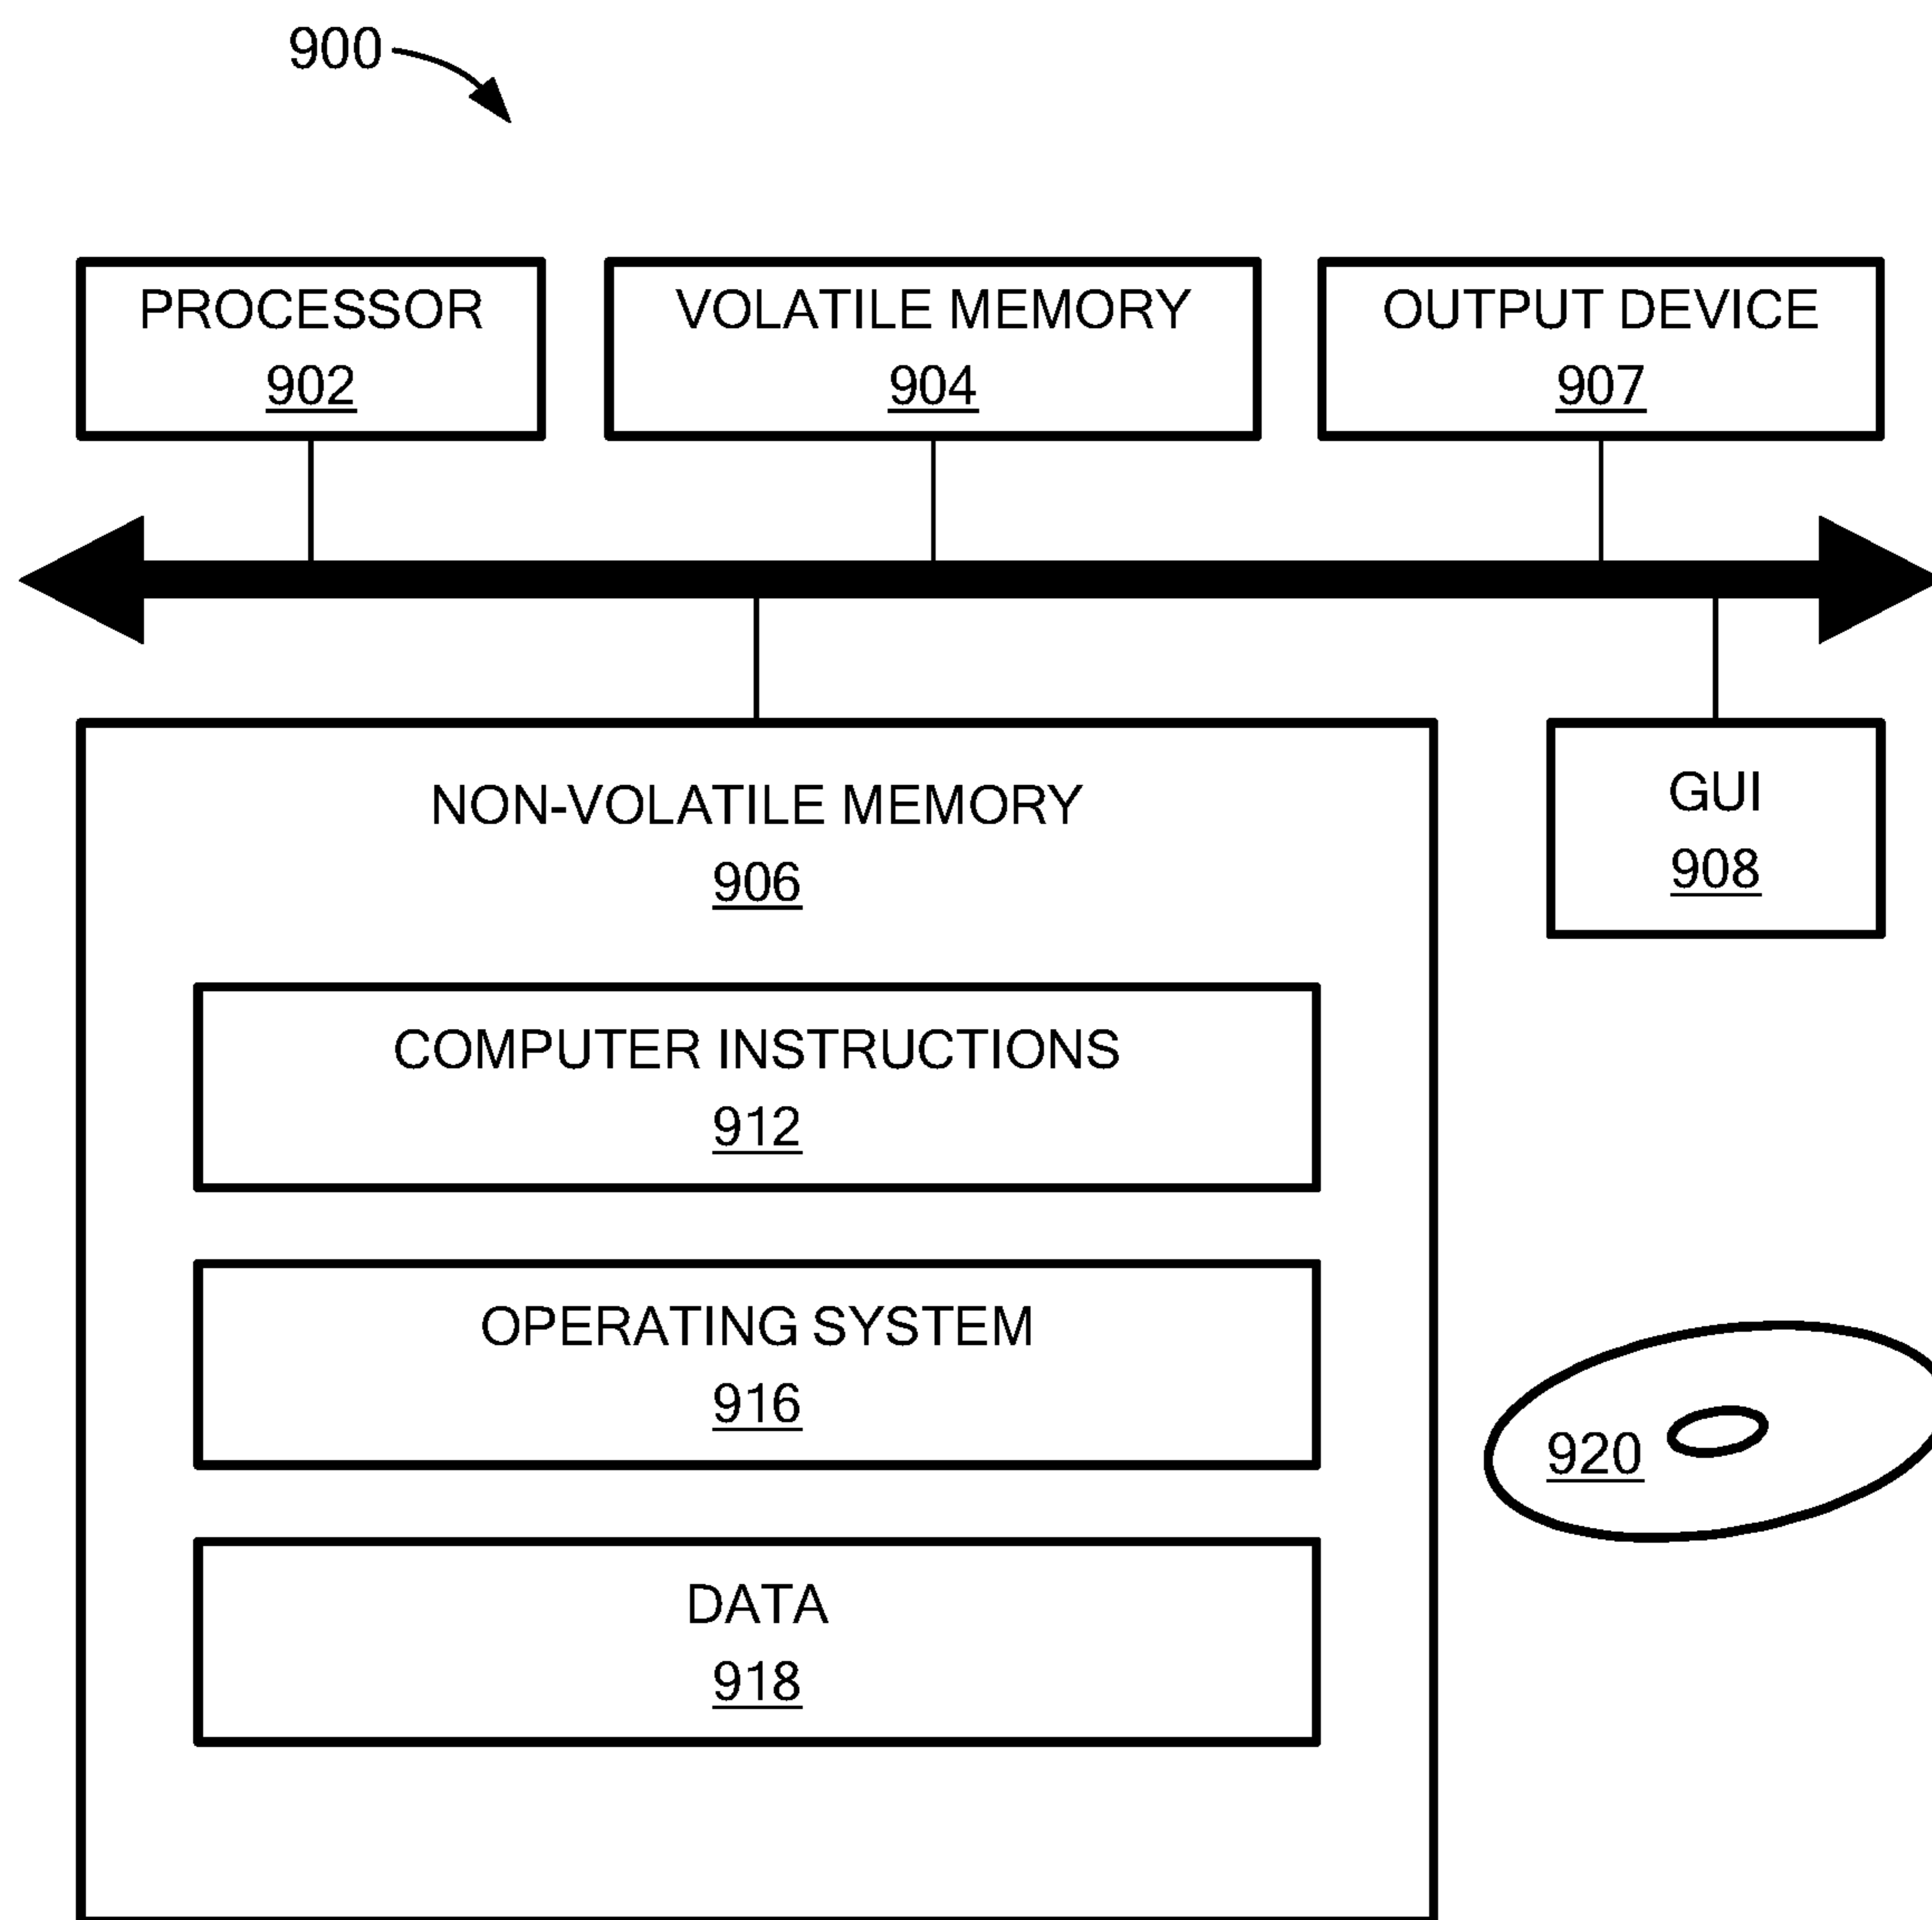 900
PROCESSOR
902
VOLATILE MEMORY
904
OUTPUT DEVICE
907
NON-VOLATILE MEMORY
906
GUI
908
COMPUTER INSTRUCTIONS
912
OPERATING SYSTEM
916
920
DATA
918